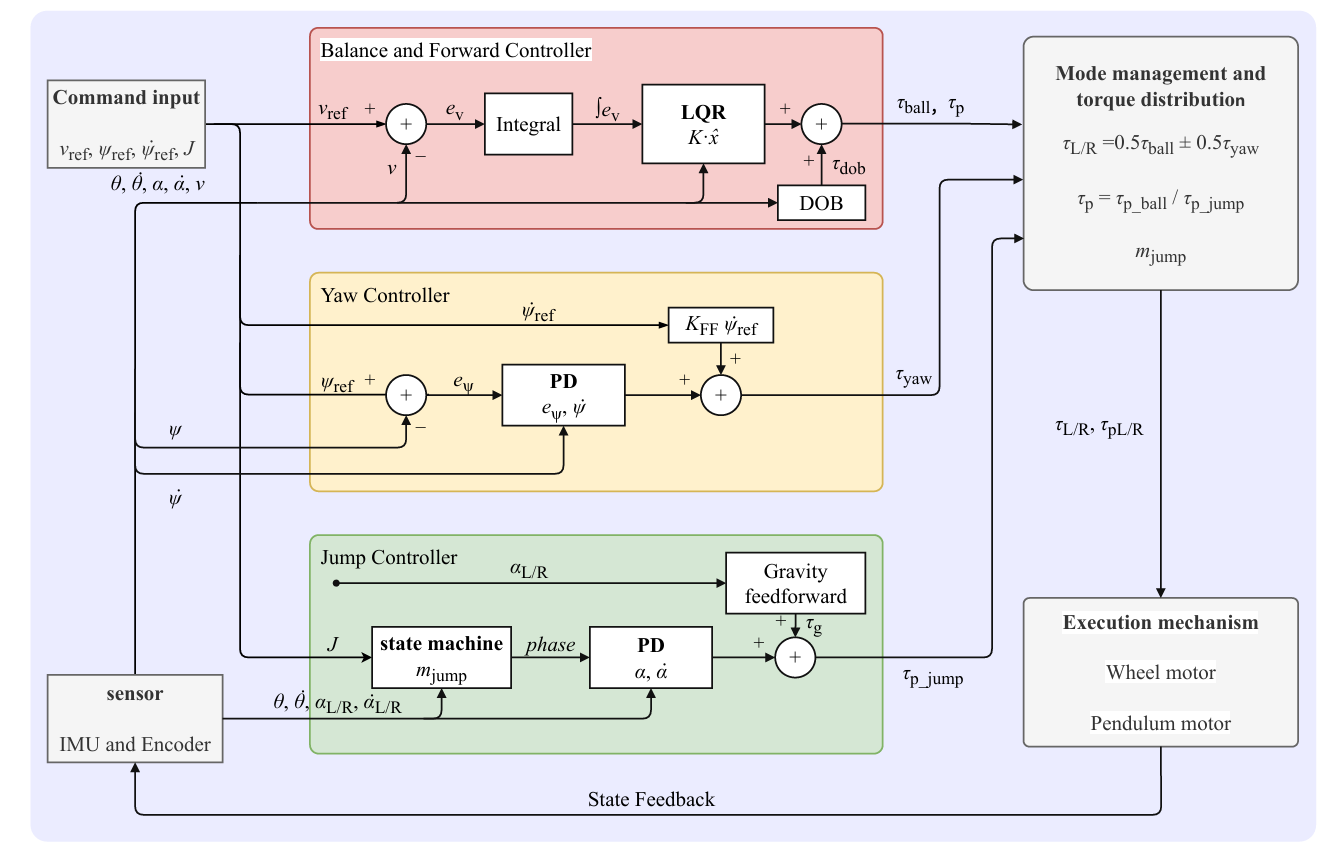 Balance and Forward Controller
Command input
v_ref, ψ_ref, ψ̇_ref, J
v_ref +
+
−
v
e_v
Integral
∫e_v
LQR
K·x̂
+
+
+ τ_dob
DOB
θ, θ̇, α, α̇, v
τ_ball, τ_p
Mode management and
torque distribution
τ_L/R =0.5τ_ball ± 0.5τ_yaw
τ_p = τ_p_ball / τ_p_jump
m_jump
Yaw Controller
ψ̇_ref
K_FF ψ̇_ref
+
ψ_ref +
+
−
e_ψ
PD
e_ψ, ψ̇
+
+
τ_yaw
ψ
ψ̇
τ_L/R, τ_pL/R
Jump Controller
α_L/R
Gravity
feedforward
+ τ_g
J
state machine
m_jump
phase
PD
α, α̇
+
+
τ_p_jump
θ, θ̇, α_L/R, α̇_L/R
sensor
IMU and Encoder
Execution mechanism
Wheel motor
Pendulum motor
State Feedback